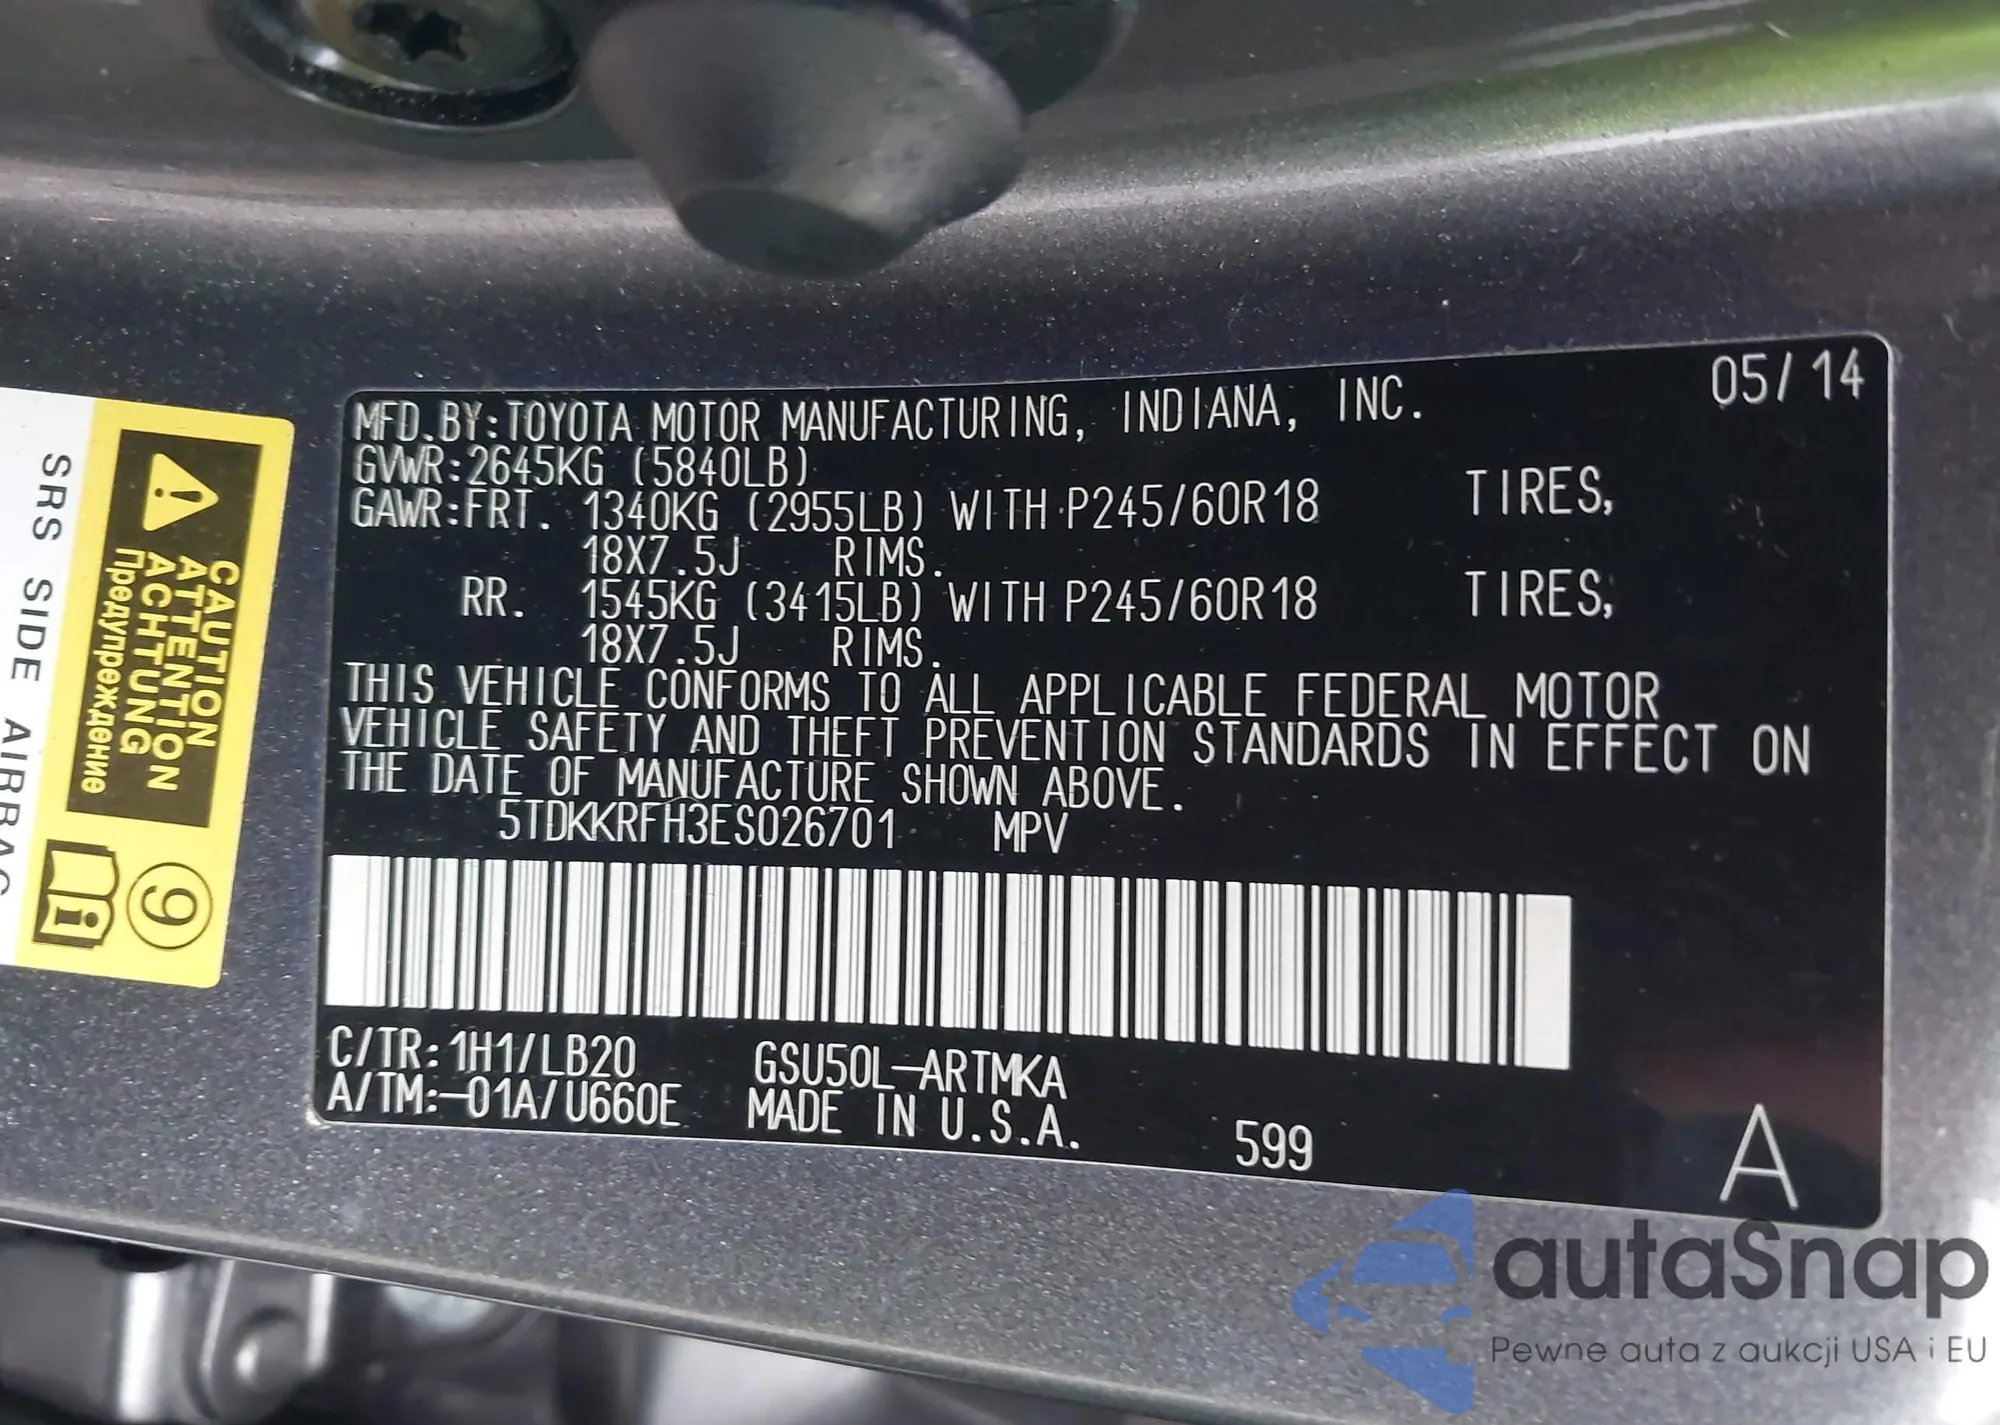 05/14
MFD.BY:TOYOTA MOTOR MANUFACTURING, INDIANA, INC.
GVWR:2645KG (5840LB)
GAWR:FRT. 1340KG (2955LB) WITH P245/60R18 TIRES,
18X7.5J RIMS.
RR. 1545KG (3415LB) WITH P245/60R18 TIRES,
18X7.5J RIMS.
THIS VEHICLE CONFORMS TO ALL APPLICABLE FEDERAL MOTOR
VEHICLE SAFETY AND THEFT PREVENTION STANDARDS IN EFFECT ON
THE DATE OF MANUFACTURE SHOWN ABOVE.
5TDKKRFH3ES026701 MPV
C/TR:1H1/LB20 GSU50L-ARTMKA
A/TM:-01A/U660E MADE IN U.S.A. 599 A
CAUTION
ATTENTION
ACHTUNG
Предупреждение
9
i
SRS SIDE AIRBAG
autaSnap
Pewne auta z aukcji USA i EU